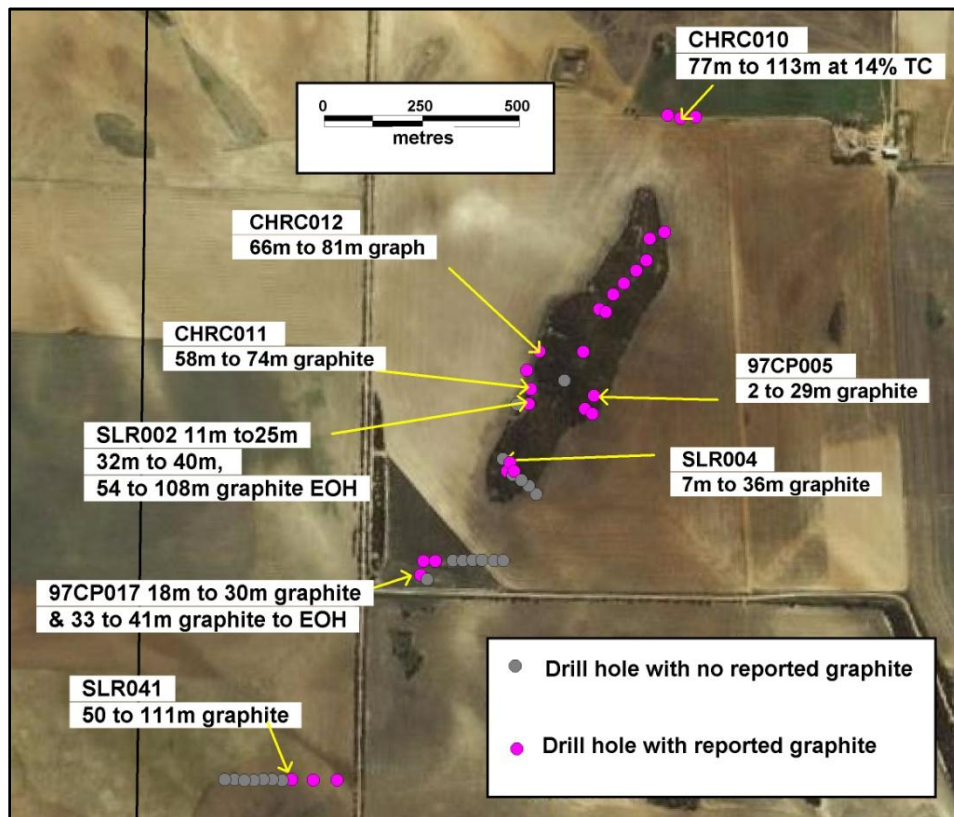 CHRC010
77m to 113m at 14% TC
0 250 500
metres
CHRC012
66m to 81m graph
CHRC011
58m to 74m graphite
97CP005
2 to 29m graphite
SLR002 11m to25m
32m to 40m,
54 to 108m graphite EOH
SLR004
7m to 36m graphite
97CP017 18m to 30m graphite
& 33 to 41m graphite to EOH
SLR041
50 to 111m graphite
Drill hole with no reported graphite
Drill hole with reported graphite